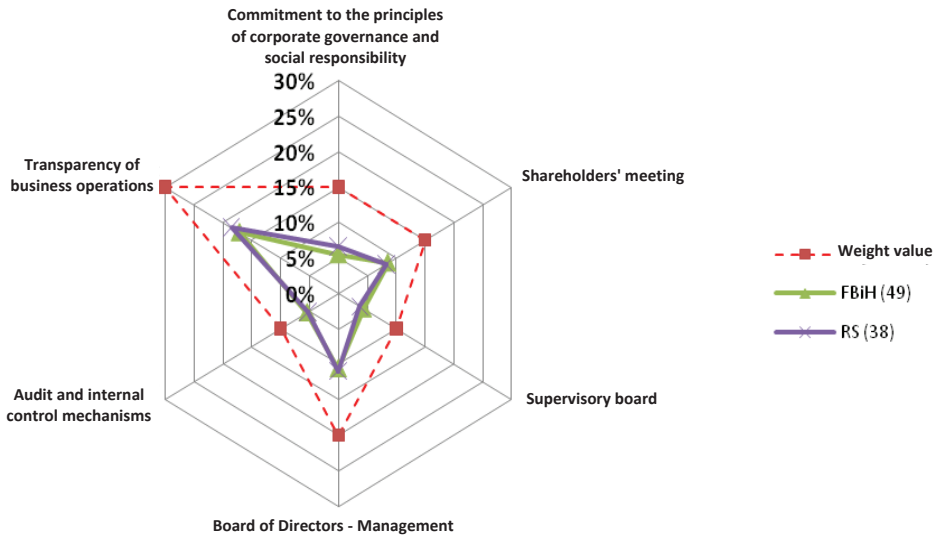 Commitment to the principles
of corporate governance and
social responsibility
30%
25%
Transparency of
business operations
20%
Shareholders' meeting
15%
10%
Weight value
5%
FBiH (49)
0%
RS (38)
Audit and internal
control mechanisms
Supervisory board
Board of Directors - Management